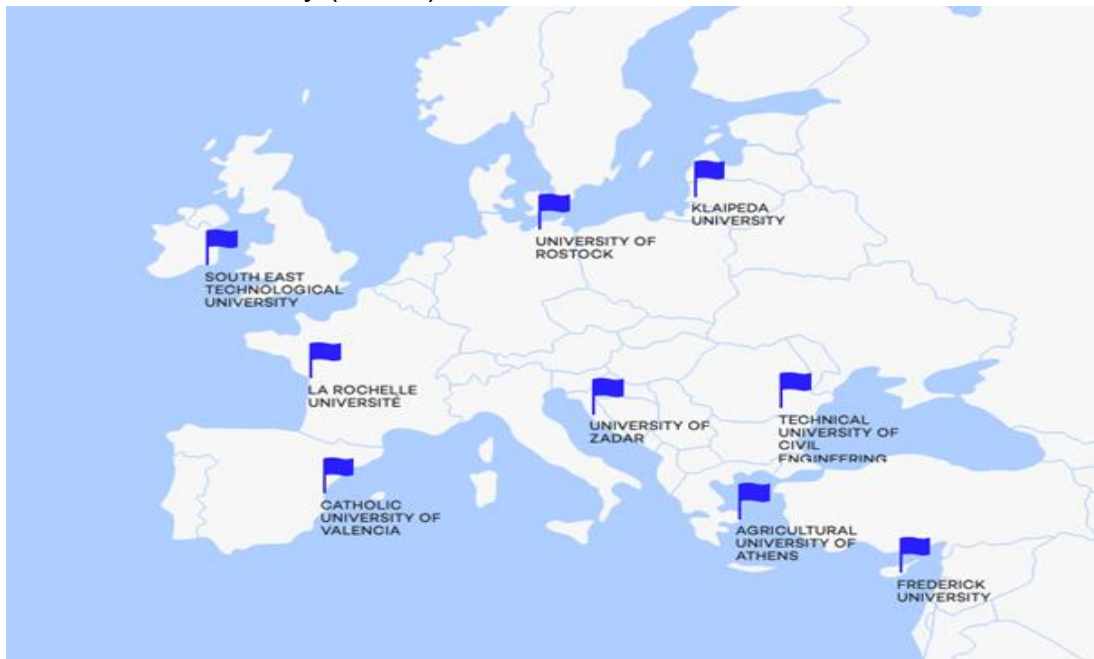 KLAIPEDA
UNIVERSITY
UNIVERSITY OF
ROSTOCK
SOUTH EAST
TECHNOLOGICAL
UNIVERSITY
LA ROCHELLE
UNIVERSITÉ
UNIVERSITY OF
ZADAR
TECHNICAL
UNIVERSITY OF
CIVIL
ENGINEERING
CATHOLIC
UNIVERSITY OF
VALENCIA
AGRICULTURAL
UNIVERSITY OF
ATHENS
FREDERICK
UNIVERSITY